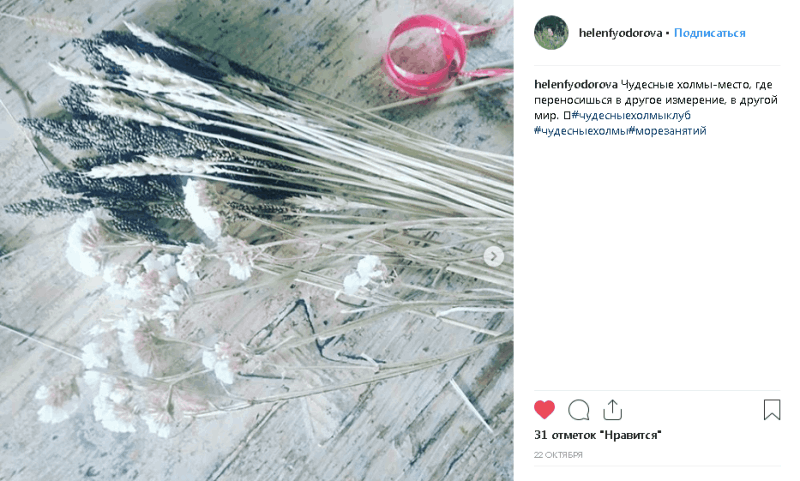 helenfyodorova • Подписаться
helenfyodorova Чудесные холмы-место, где
переносишься в другое измерение, в другой
мир. #чудесныехолмыклуб
#чудесныехолмы#морезанятий
31 отметок "Нравится"
22 ОКТЯБРЯ